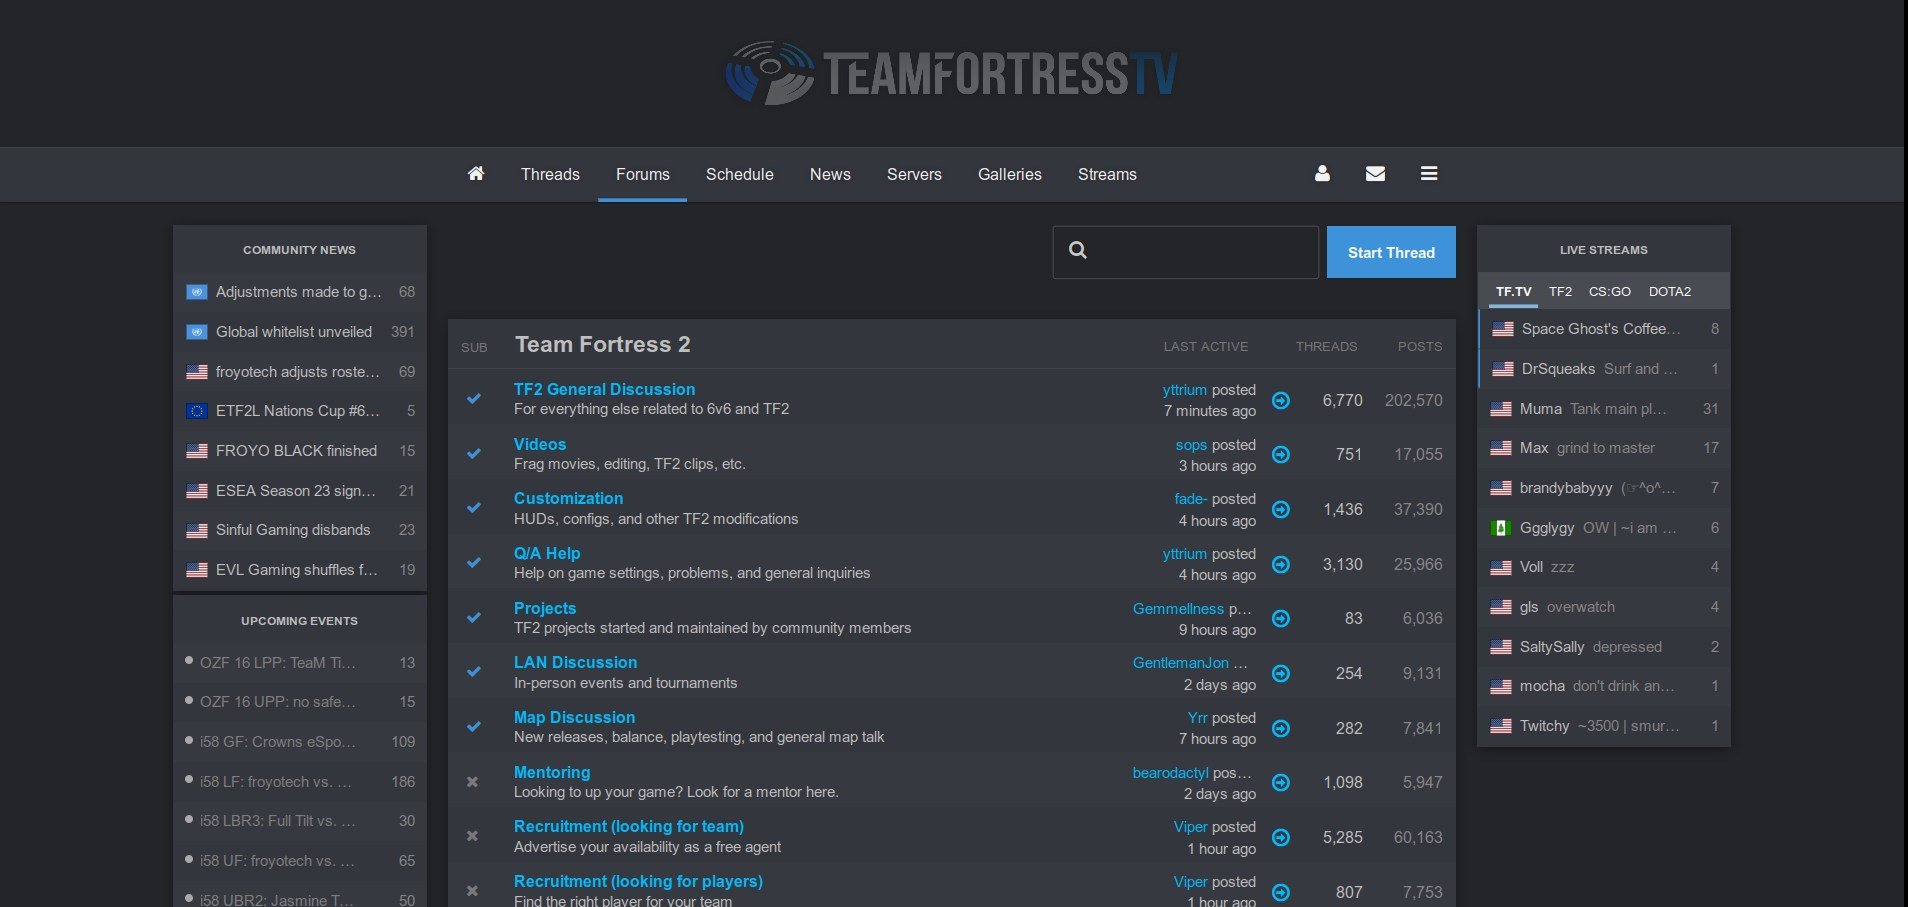 TEAMFORTRESSTV
Threads Forums Schedule News Servers Galleries Streams
COMMUNITY NEWS
Adjustments made to g... 68
Global whitelist unveiled 391
froyotech adjusts roste... 69
ETF2L Nations Cup #6... 5
FROYO BLACK finished 15
ESEA Season 23 sign... 21
Sinful Gaming disbands 23
EVL Gaming shuffles f... 19
UPCOMING EVENTS
OZF 16 LPP: TeaM Ti... 13
OZF 16 UPP: no safe... 15
i58 GF: Crowns eSpo... 109
i58 LF: froyotech vs. ... 186
i58 LBR3: Full Tilt vs. ... 30
i58 UF: froyotech vs. ... 65
i58 UBR2: Jasmine T... 50
Start Thread
SUB Team Fortress 2 LAST ACTIVE THREADS POSTS
TF2 General Discussion yttrium posted
For everything else related to 6v6 and TF2 7 minutes ago 6,770 202,570
Videos sops posted
Frag movies, editing, TF2 clips, etc. 3 hours ago 751 17,055
Customization fade- posted
HUDs, configs, and other TF2 modifications 4 hours ago 1,436 37,390
Q/A Help yttrium posted
Help on game settings, problems, and general inquiries 4 hours ago 3,130 25,966
Projects Gemmellness p...
TF2 projects started and maintained by community members 9 hours ago 83 6,036
LAN Discussion GentlemanJon ...
In-person events and tournaments 2 days ago 254 9,131
Map Discussion Yrr posted
New releases, balance, playtesting, and general map talk 7 hours ago 282 7,841
Mentoring bearodactyl pos...
Looking to up your game? Look for a mentor here. 2 days ago 1,098 5,947
Recruitment (looking for team) Viper posted
Advertise your availability as a free agent 1 hour ago 5,285 60,163
Recruitment (looking for players) Viper posted
Find the right player for your team 1 hour ago 807 7,753
LIVE STREAMS
TF.TV TF2 CS:GO DOTA2
Space Ghost's Coffee... 8
DrSqueaks Surf and ... 1
Muma Tank main pl... 31
Max grind to master 17
brandybabyyy (☞^o^... 7
Ggglygy OW | ~i am ... 6
Voll zzz 4
gls overwatch 4
SaltySally depressed 2
mocha don't drink an... 1
Twitchy ~3500 | smur... 1